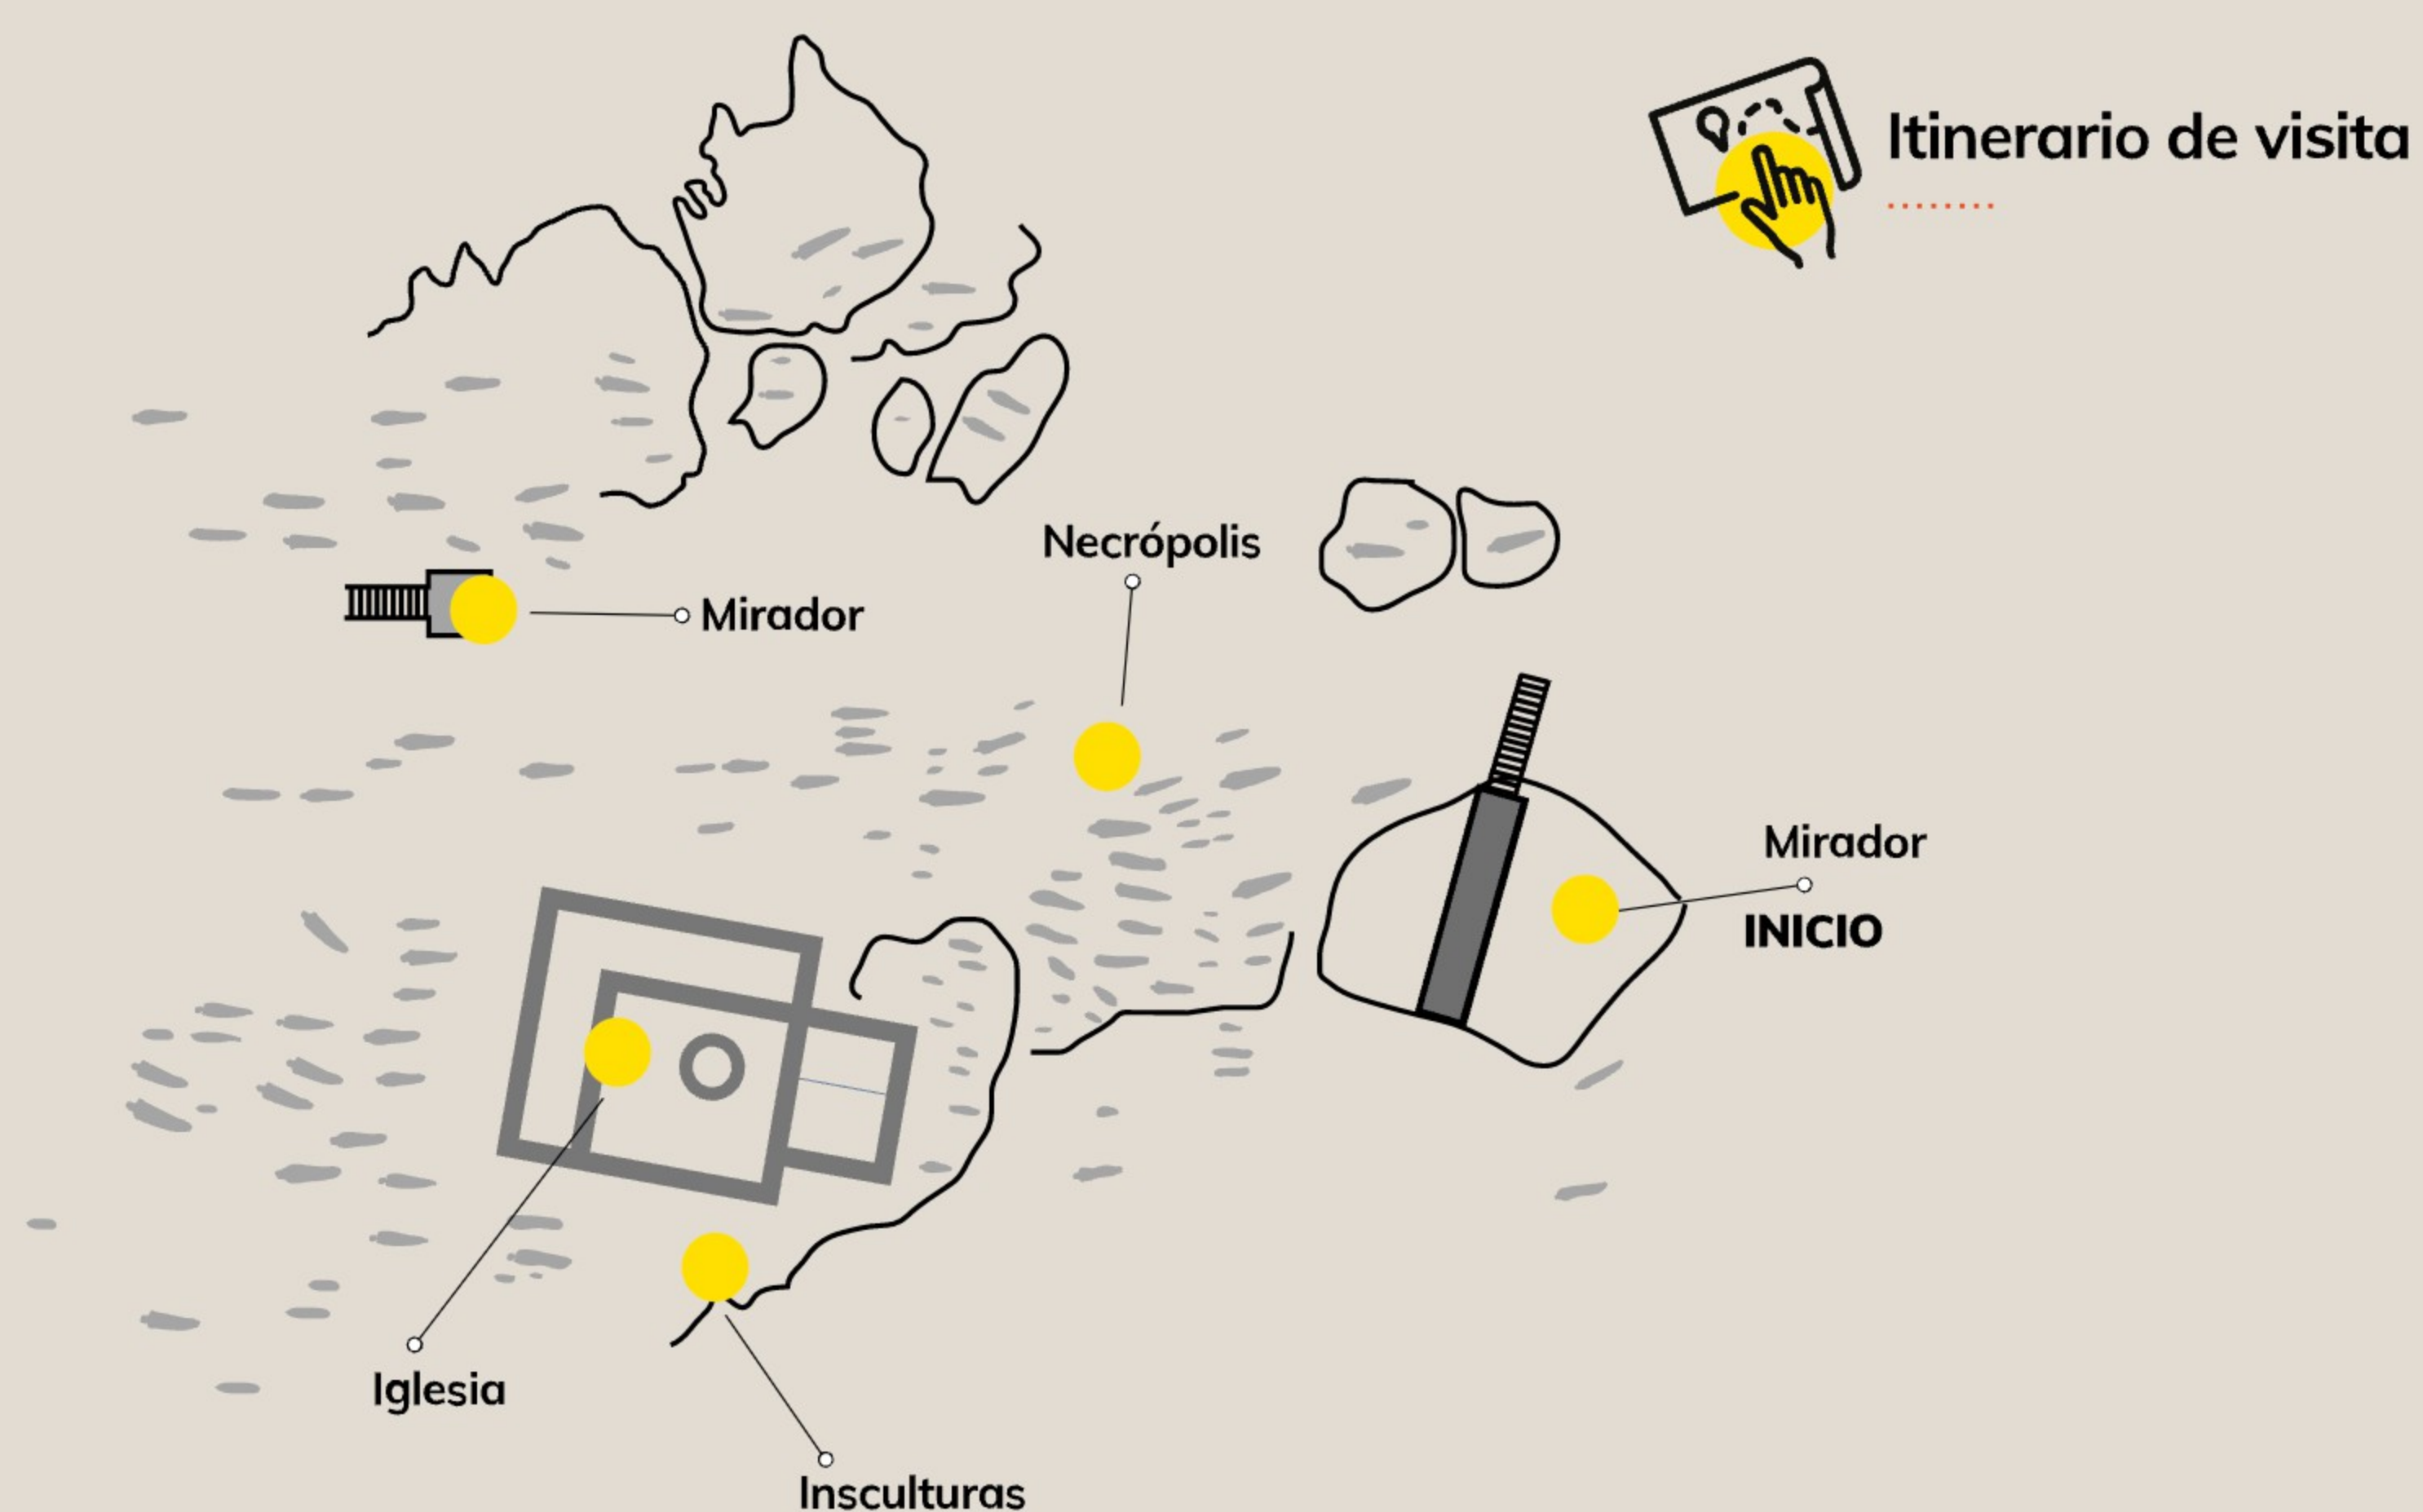 Itinerario de visita
Necrópolis
Mirador
Mirador
INICIO
Iglesia
Insculturas